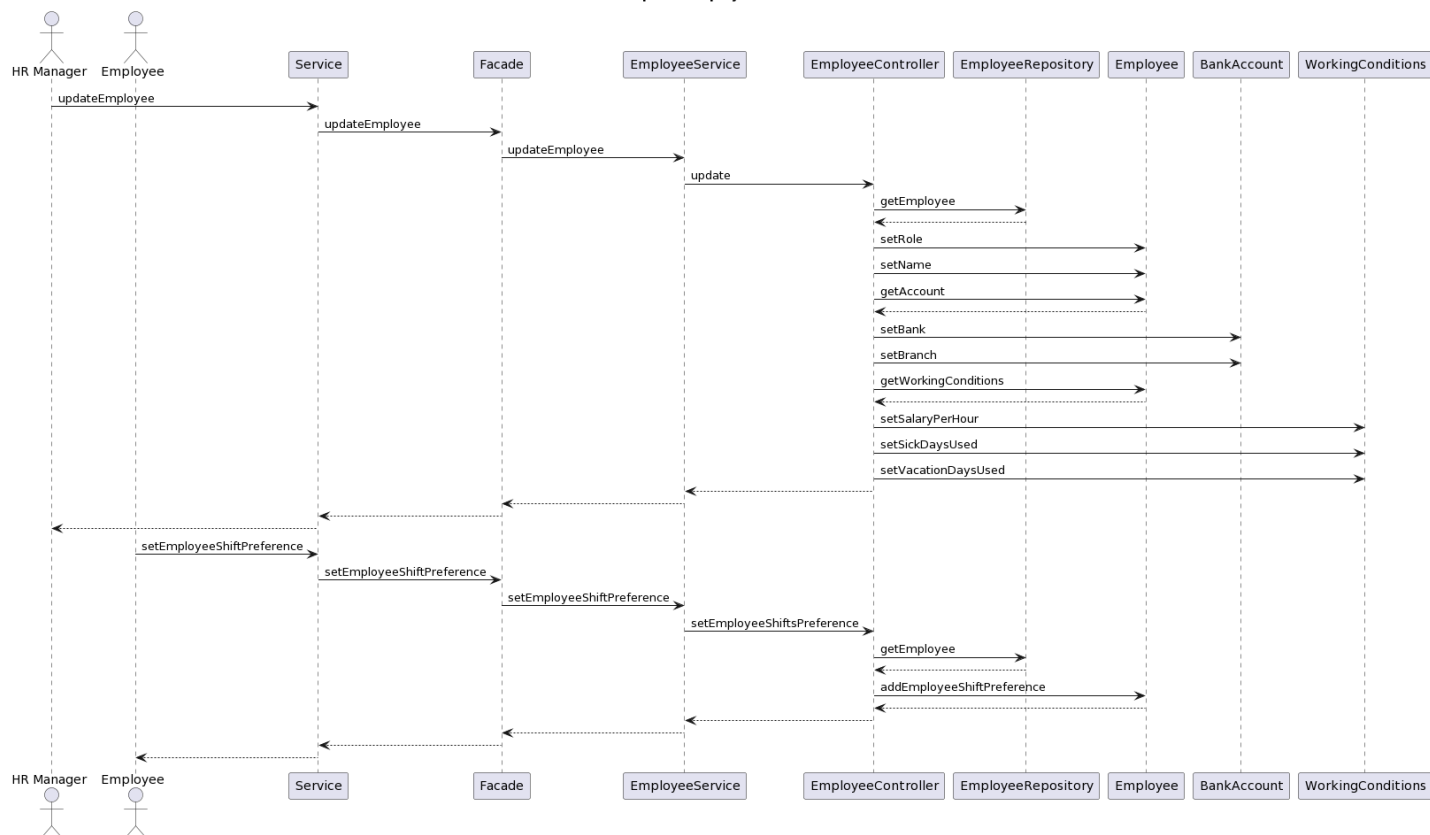 HR Manager Employee Service Facade EmployeeService EmployeeController EmployeeRepository Employee BankAccount WorkingConditions
updateEmployee
updateEmployee
updateEmployee
update
getEmployee
setRole
setName
getAccount
setBank
setBranch
getWorkingConditions
setSalaryPerHour
setSickDaysUsed
setVacationDaysUsed
setEmployeeShiftPreference
setEmployeeShiftPreference
setEmployeeShiftPreference
setEmployeeShiftsPreference
getEmployee
addEmployeeShiftPreference
HR Manager Employee Service Facade EmployeeService EmployeeController EmployeeRepository Employee BankAccount WorkingConditions